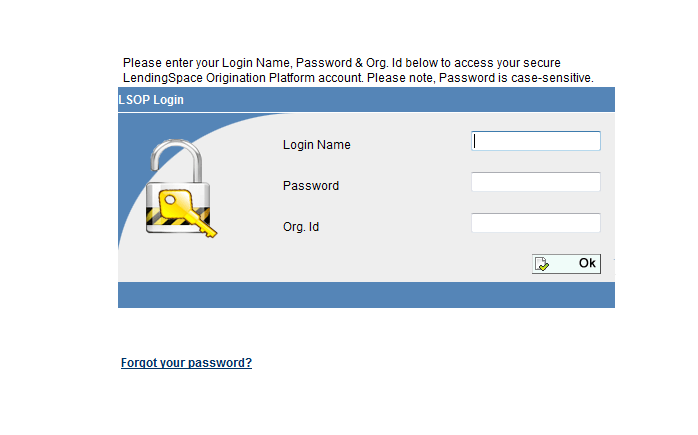 Please enter your Login Name, Password & Org. Id below to access your secure
LendingSpace Origination Platform account. Please note, Password is case-sensitive.
LSOP Login
Login Name
Password
Org. Id
Ok
Forgot your password?